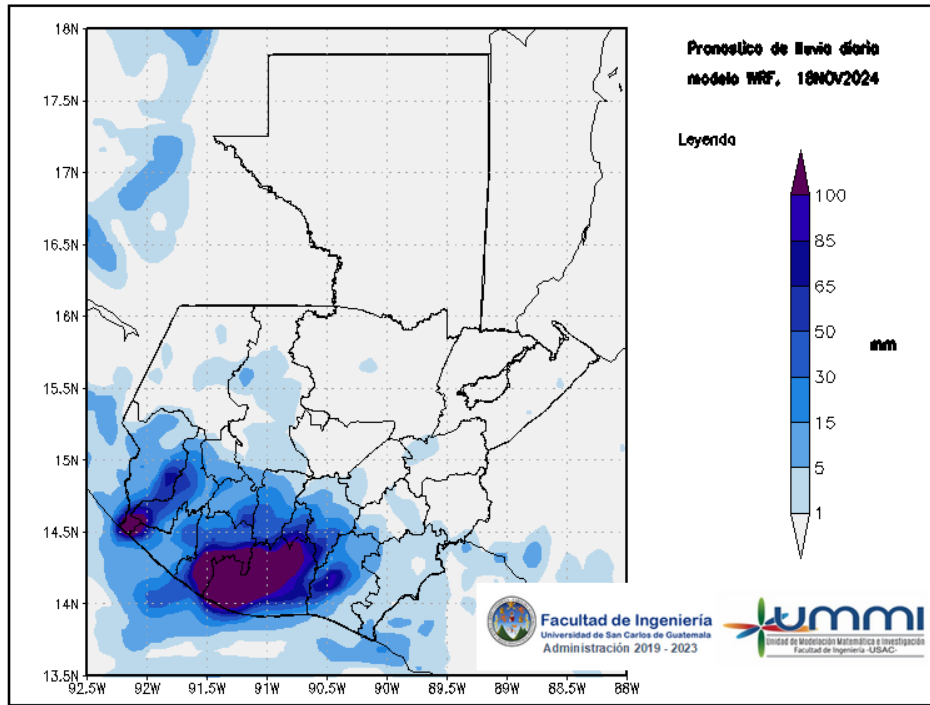 Pronostico de lluvia diaria
modelo WRF, 18NOV2024
Leyenda
100
85
65
50
30
15
5
1
mm
18N
17.5N
17N
16.5N
16N
15.5N
15N
14.5N
14N
13.5N
92.5W 92W 91.5W 91W 90.5W 90W 89.5W 89W 88.5W 88W
Facultad de Ingeniería
Universidad de San Carlos de Guatemala
Administración 2019 - 2023
UMMI
Unidad de Modelación Matemática e Investigación
Facultad de Ingeniería -USAC-